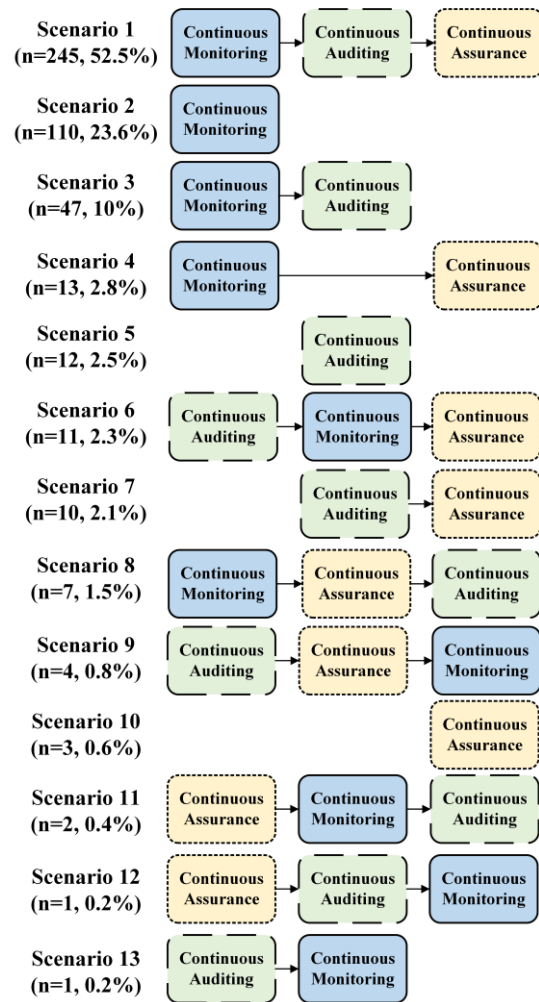 Scenario 1
(n=245, 52.5%)
Continuous
Monitoring
Continuous
Auditing
Continuous
Assurance
Scenario 2
(n=110, 23.6%)
Continuous
Monitoring
Scenario 3
(n=47, 10%)
Continuous
Monitoring
Continuous
Auditing
Scenario 4
(n=13, 2.8%)
Continuous
Monitoring
Continuous
Assurance
Scenario 5
(n=12, 2.5%)
Continuous
Auditing
Scenario 6
(n=11, 2.3%)
Continuous
Auditing
Continuous
Monitoring
Continuous
Assurance
Scenario 7
(n=10, 2.1%)
Continuous
Auditing
Continuous
Assurance
Scenario 8
(n=7, 1.5%)
Continuous
Monitoring
Continuous
Assurance
Continuous
Auditing
Scenario 9
(n=4, 0.8%)
Continuous
Auditing
Continuous
Assurance
Continuous
Monitoring
Scenario 10
(n=3, 0.6%)
Continuous
Assurance
Scenario 11
(n=2, 0.4%)
Continuous
Assurance
Continuous
Monitoring
Continuous
Auditing
Scenario 12
(n=1, 0.2%)
Continuous
Assurance
Continuous
Auditing
Continuous
Monitoring
Scenario 13
(n=1, 0.2%)
Continuous
Auditing
Continuous
Monitoring